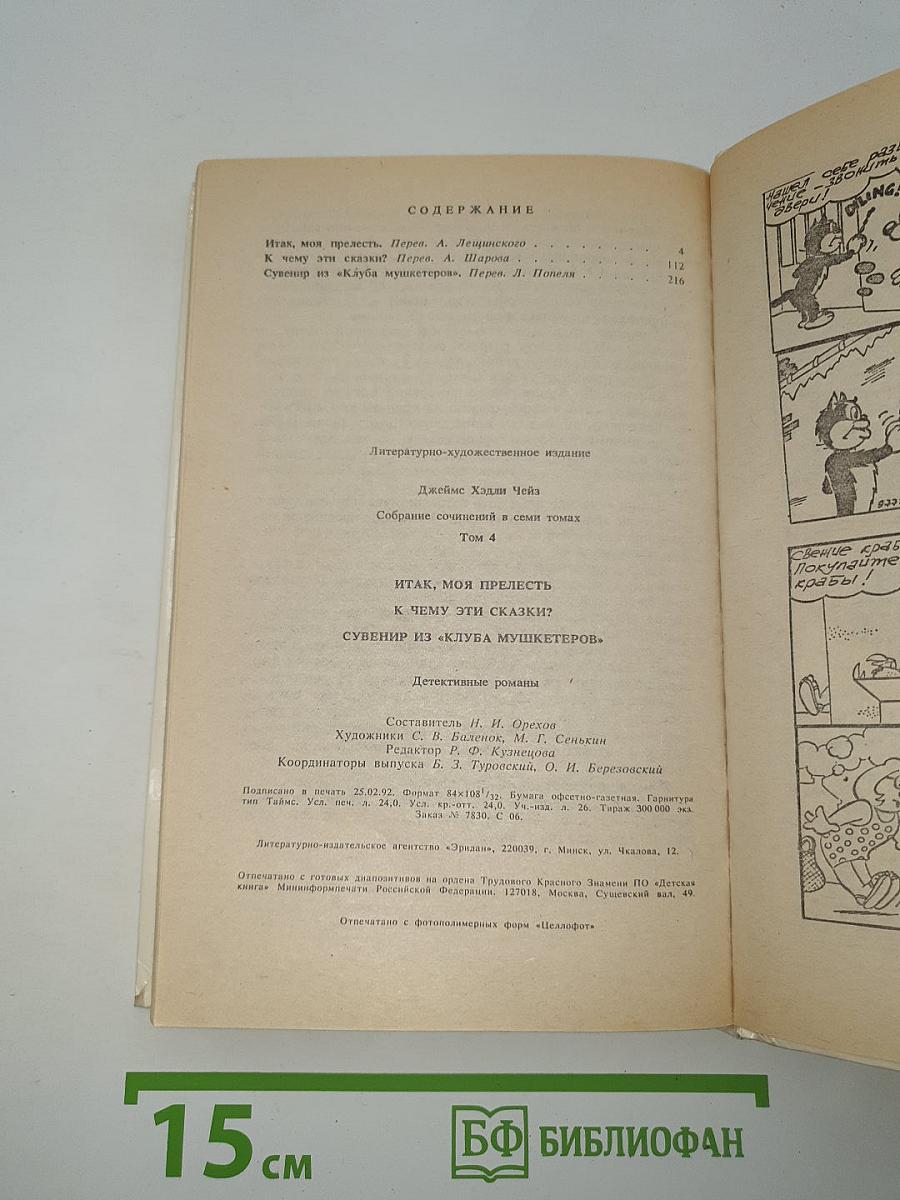 СОДЕРЖАНИЕ
Итак, моя прелесть. Перев. А. Лещинского . . . . . . . . 4
К чему эти сказки? Перев. А. Шарова . . . . . . . . . 112
Сувенир из «Клуба мушкетеров». Перев. Л. Попеля . . . . . 216
Литературно-художественное издание
Джеймс Хэдли Чейз
Собрание сочинений в семи томах
Том 4
ИТАК, МОЯ ПРЕЛЕСТЬ
К ЧЕМУ ЭТИ СКАЗКИ?
СУВЕНИР ИЗ «КЛУБА МУШКЕТЕРОВ»
Детективные романы
Составитель Н. И. Орехов
Художники С. В. Баленок, М. Г. Сенькин
Редактор Р. Ф. Кузнецова
Координаторы выпуска Б. З. Туровский, О. И. Березовский
Подписано в печать 25.02.92. Формат 84×108¹/₃₂. Бумага офсетно-газетная. Гарнитура
тип Таймс. Усл. печ. л. 24,0. Усл. кр.-отт. 24,0. Уч.-изд. л. 26. Тираж 300 000 экз.
Заказ № 7830. С 06.
Литературно-издательское агентство «Эридан», 220039, г. Минск, ул. Чкалова, 12.
Отпечатано с готовых диапозитивов на ордена Трудового Красного Знамени ПО «Детская
книга» Мининформпечати Российской Федерации. 127018, Москва, Сущевский вал, 49.
Отпечатано с фотополимерных форм «Целлофот»
нашел себе
чение – звонить
двери!
DILING!
свежие
Покупайте
крабы!
15 см
БФ БИБЛИОФАН